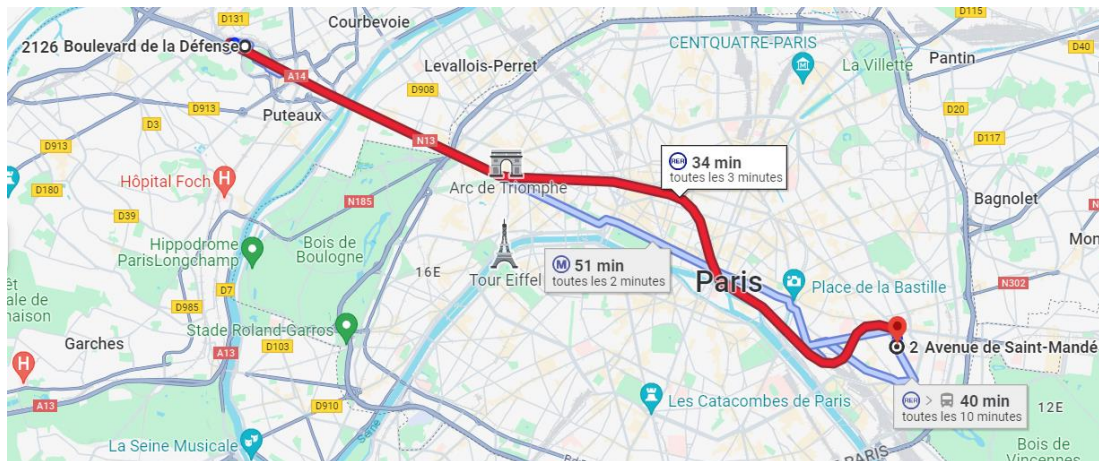 D131
Courbevoie
D115
2126 Boulevard de la Défense
CENTQUATRE-PARIS
D40
Levallois-Perret
La Villette
Pantin
A14
D908
D913
Puteaux
D20
D3
N13
D117
D913
RER 34 min
toutes les 3 minutes
Hôpital Foch
H
Arc de Triomphe
D180
Bagnolet
N185
D39
Hippodrome
ParisLongchamp
Bois de
Boulogne
16E
Tour Eiffel
M 51 min
toutes les 2 minutes
Paris
Place de la Bastille
Mon
N302
D7
D985
Stade Roland-Garros
Garches
D103
2 Avenue de Saint-Mandé
A13
H
A13
D910
Les Catacombes de Paris
RER > 40 min
toutes les 10 minutes
12E
La Seine Musicale
Seine
PARIS
Bois de
Vincennes